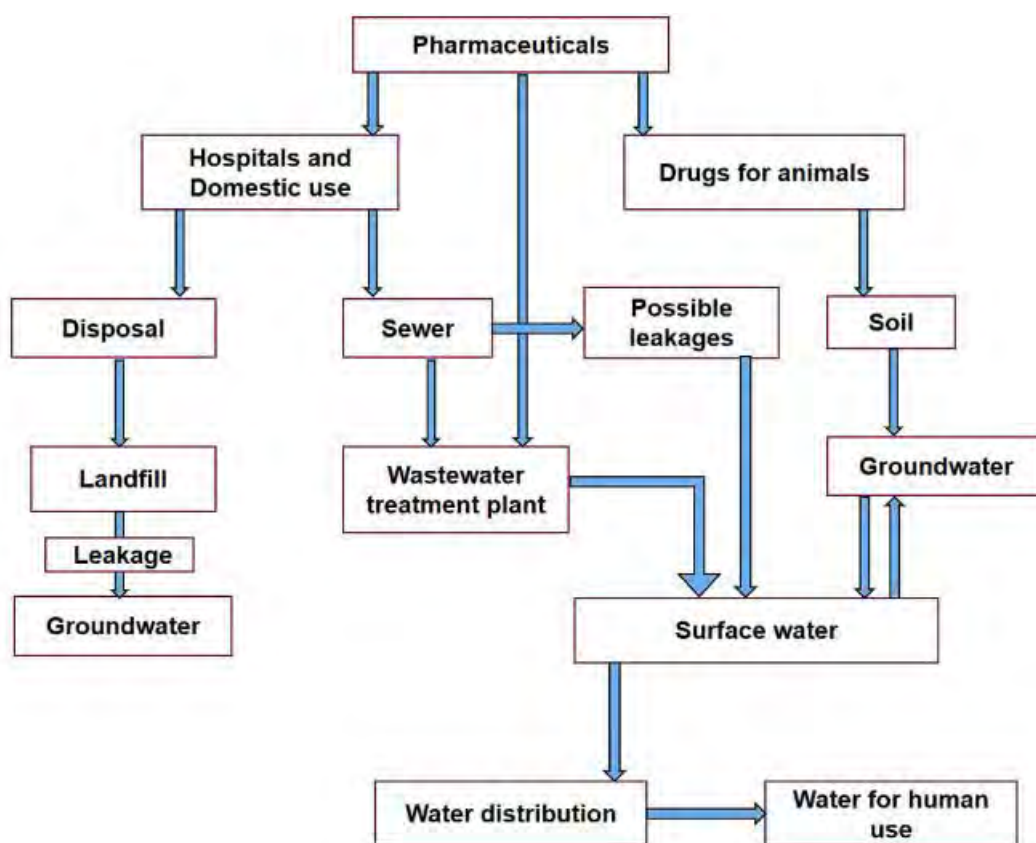 Pharmaceuticals
Hospitals and
Domestic use
Drugs for animals
Disposal
Sewer
Possible
leakages
Soil
Landfill
Wastewater
treatment plant
Groundwater
Leakage
Groundwater
Surface water
Water distribution
Water for human
use